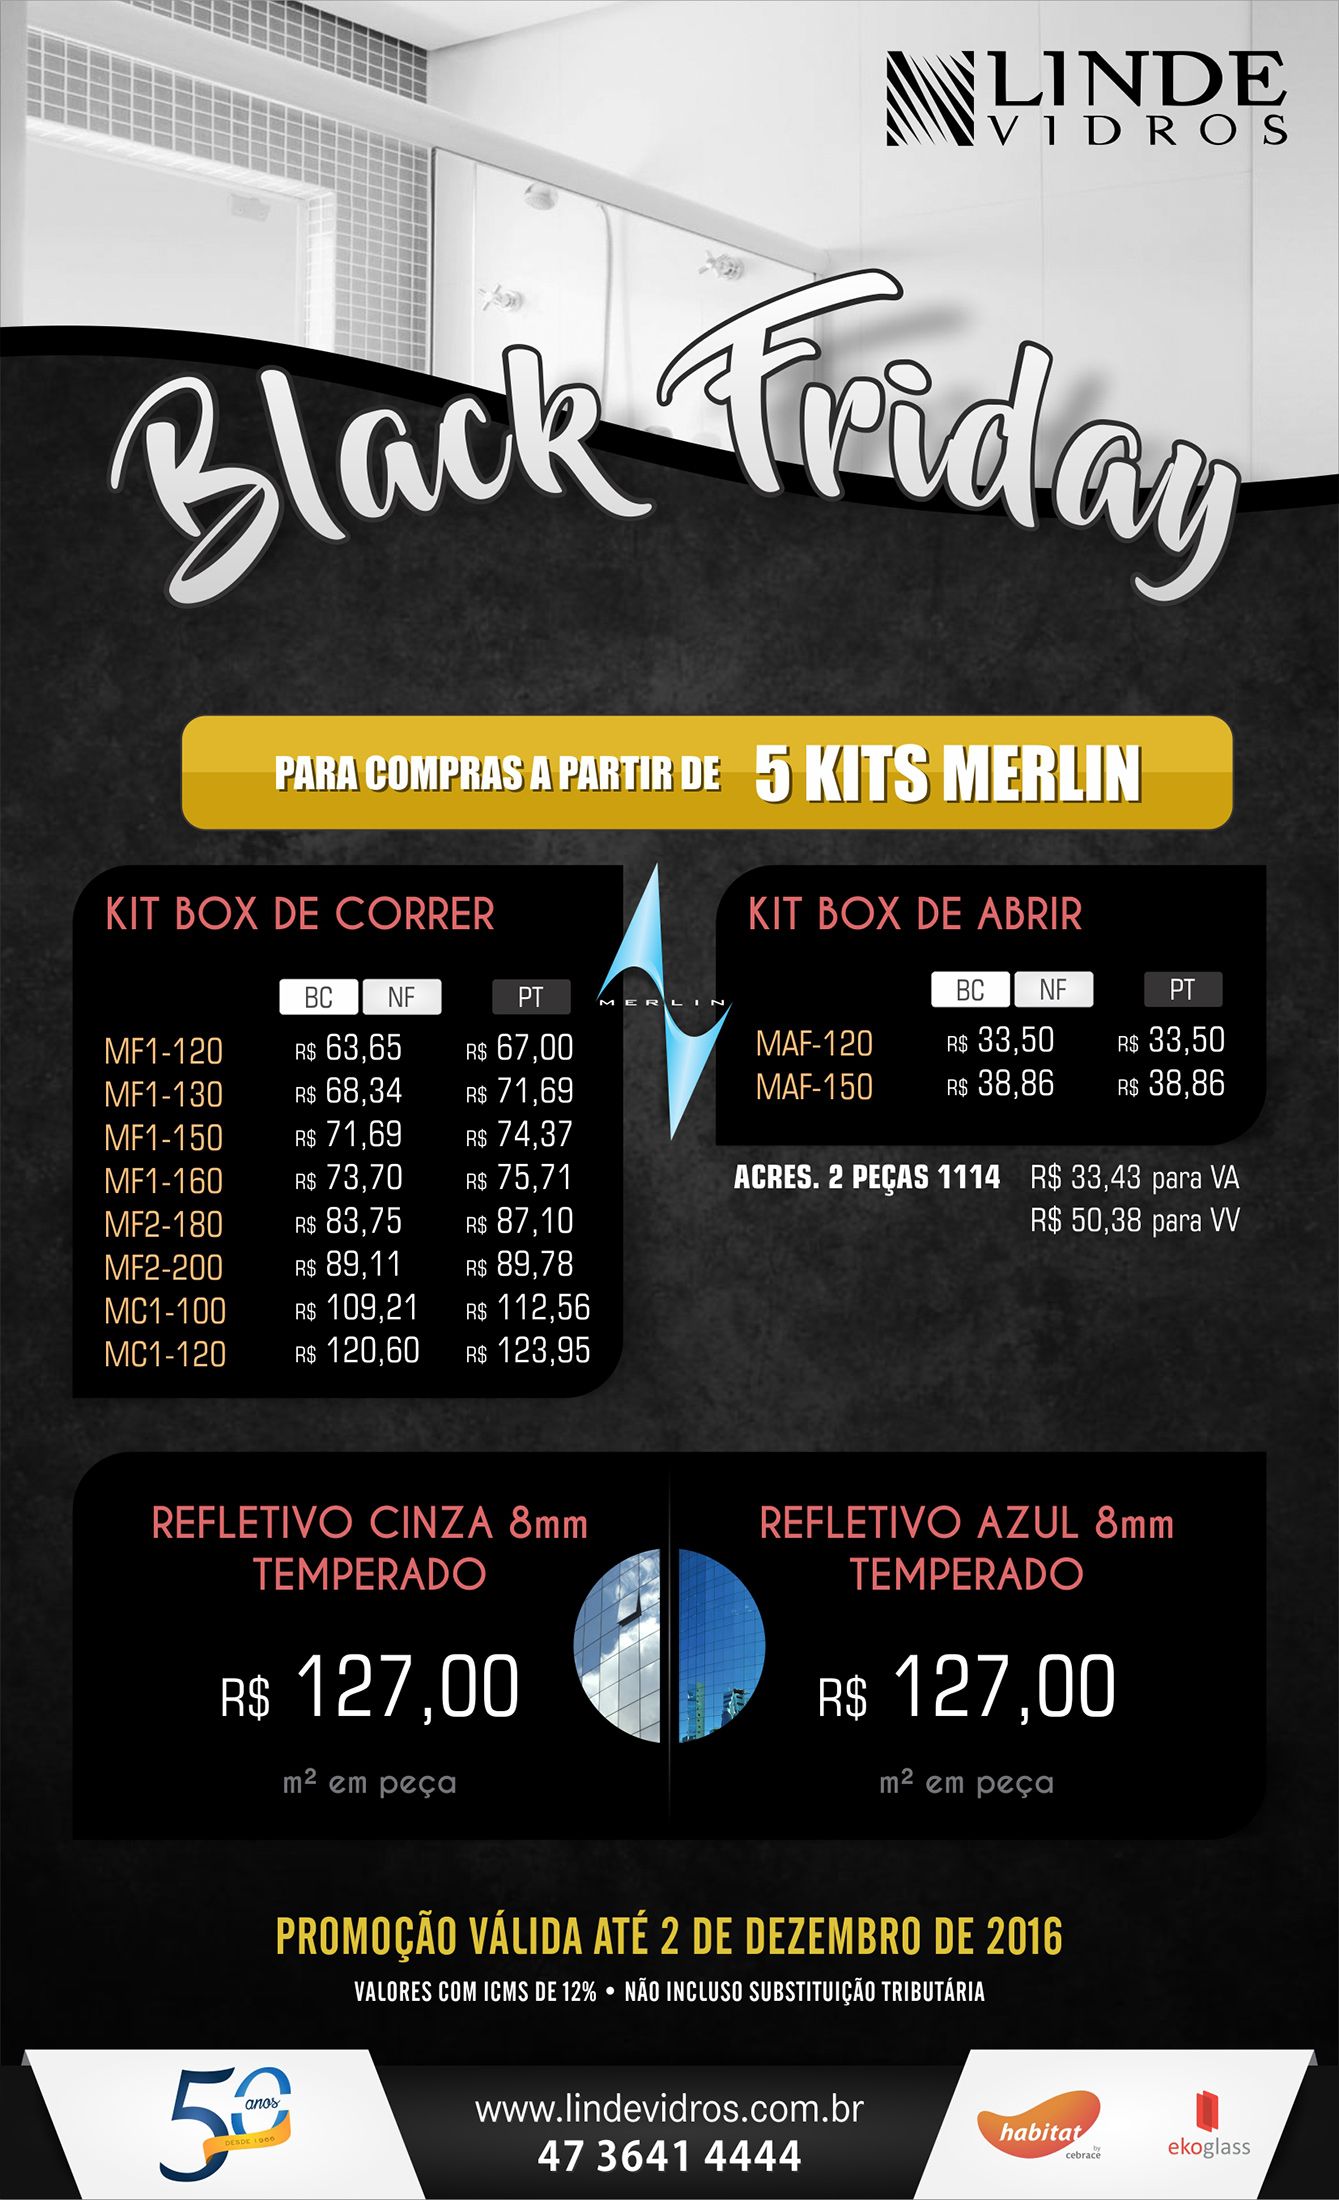 LINDE
VIDROS
Black Friday
PARA COMPRAS A PARTIR DE 5 KITS MERLIN
KIT BOX DE CORRER
BC NF PT
MF1-120 R$ 63,65 R$ 67,00
MF1-130 R$ 68,34 R$ 71,69
MF1-150 R$ 71,69 R$ 74,37
MF1-160 R$ 73,70 R$ 75,71
MF2-180 R$ 83,75 R$ 87,10
MF2-200 R$ 89,11 R$ 89,78
MC1-100 R$ 109,21 R$ 112,56
MC1-120 R$ 120,60 R$ 123,95
MERLIN
KIT BOX DE ABRIR
BC NF PT
MAF-120 R$ 33,50 R$ 33,50
MAF-150 R$ 38,86 R$ 38,86
ACRES. 2 PEÇAS 1114 R$ 33,43 para VA
R$ 50,38 para VV
REFLETIVO CINZA 8mm
TEMPERADO
R$ 127,00
m² em peça
REFLETIVO AZUL 8mm
TEMPERADO
R$ 127,00
m² em peça
PROMOÇÃO VÁLIDA ATÉ 2 DE DEZEMBRO DE 2016
VALORES COM ICMS DE 12% • NÃO INCLUSO SUBSTITUIÇÃO TRIBUTÁRIA
50 anos
DESDE 1966
www.lindevidros.com.br
47 3641 4444
habitat
by cebrace
ekoglass